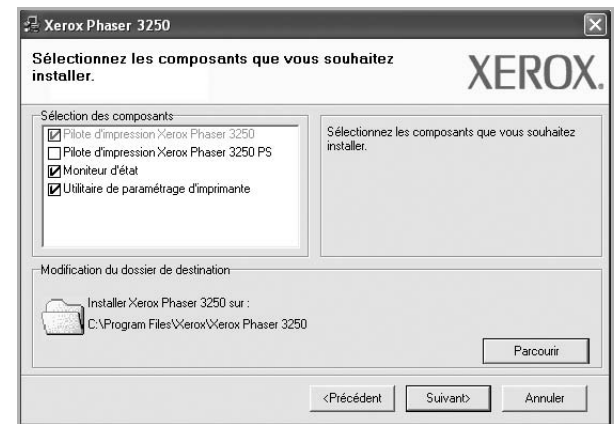 Xerox Phaser 3250
Sélectionnez les composants que vous souhaitez
installer.
XEROX.
Sélection des composants
Pilote d'impression Xerox Phaser 3250
Pilote d'impression Xerox Phaser 3250 PS
Moniteur d'état
Utilitaire de paramétrage d'imprimante
Sélectionnez les composants que vous souhaitez
installer.
Modification du dossier de destination
Installer Xerox Phaser 3250 sur :
C:\Program Files\Xerox\Xerox Phaser 3250
Parcourir
<Précédent
Suivant>
Annuler